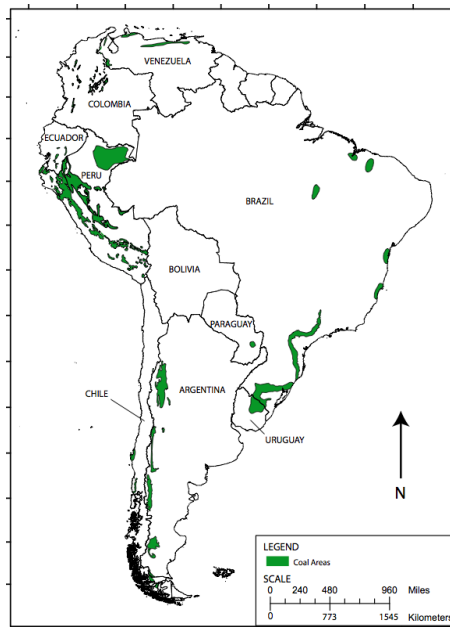 VENEZUELA
COLOMBIA
ECUADOR
PERU
BRAZIL
BOLIVIA
PARAGUAY
CHILE
ARGENTINA
URUGUAY
N
LEGEND
Coal Areas
SCALE
0 240 480 960 Miles
0 773 1545 Kilometers